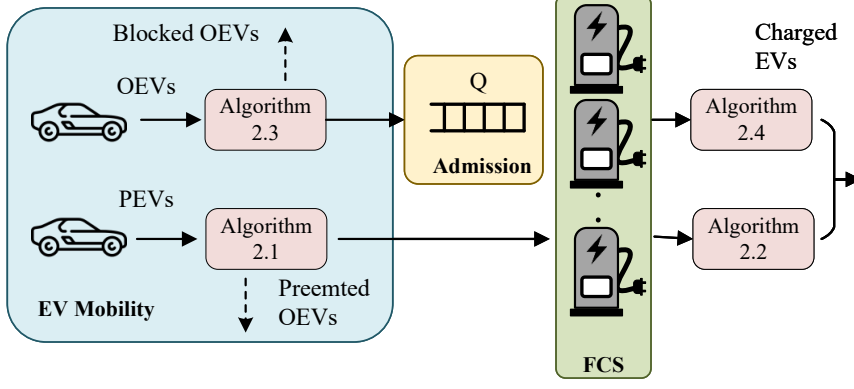 Blocked OEVs
OEVs
Algorithm
2.3
Q
Admission
PEVs
Algorithm
2.1
Preemted
OEVs
EV Mobility
FCS
Charged
EVs
Algorithm
2.4
Algorithm
2.2